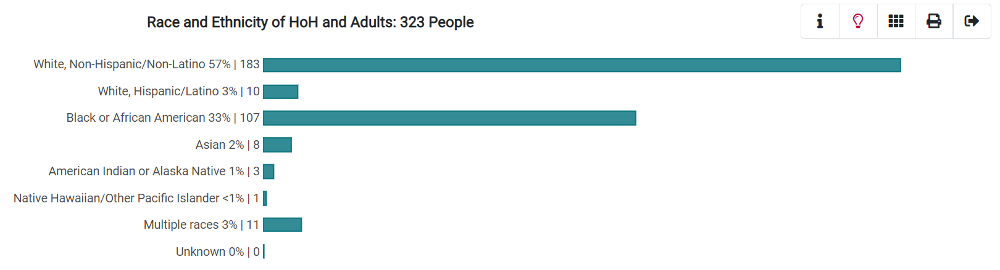 Race and Ethnicity of HoH and Adults: 323 People
White, Non-Hispanic/Non-Latino 57% | 183
White, Hispanic/Latino 3% | 10
Black or African American 33% | 107
Asian 2% | 8
American Indian or Alaska Native 1% | 3
Native Hawaiian/Other Pacific Islander <1% | 1
Multiple races 3% | 11
Unknown 0% | 0